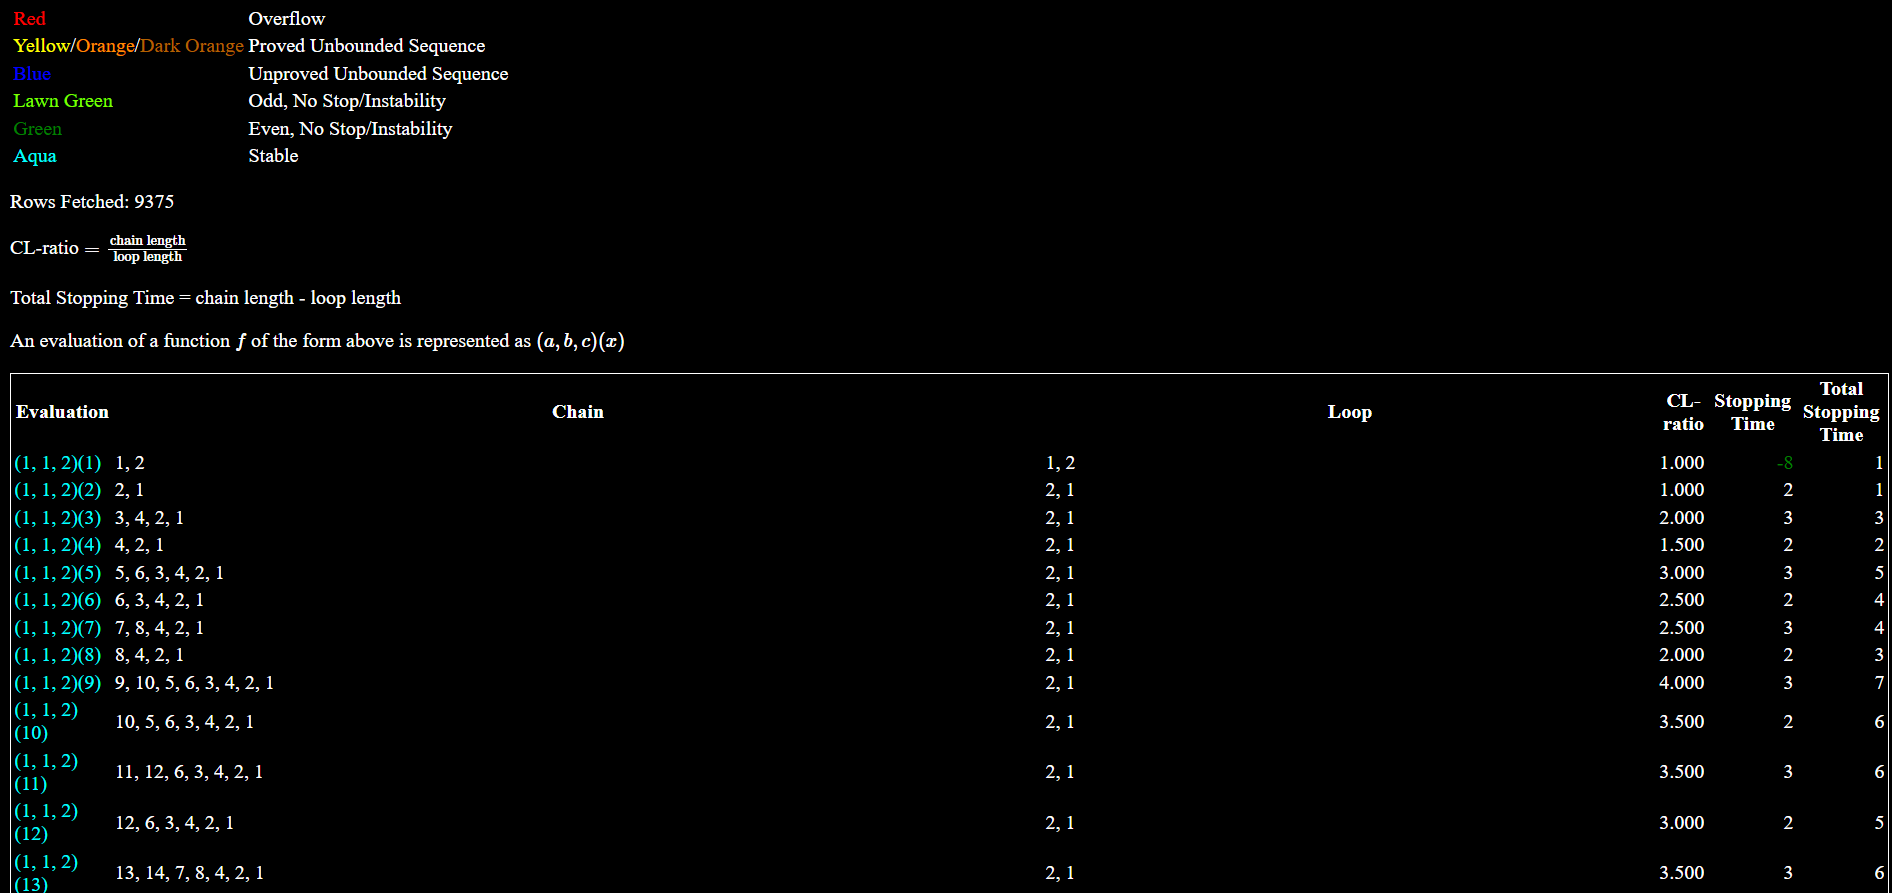 Red Overflow
Yellow/Orange/Dark Orange Proved Unbounded Sequence
Blue Unproved Unbounded Sequence
Lawn Green Odd, No Stop/Instability
Green Even, No Stop/Instability
Aqua Stable
Rows Fetched: 9375
CL-ratio = chain length / loop length
Total Stopping Time = chain length - loop length
An evaluation of a function f of the form above is represented as (a, b, c)(x)
Evaluation Chain Loop CL-ratio Stopping Time Total Stopping Time
(1, 1, 2)(1) 1, 2 1, 2 1.000 -8 1
(1, 1, 2)(2) 2, 1 2, 1 1.000 2 1
(1, 1, 2)(3) 3, 4, 2, 1 2, 1 2.000 3 3
(1, 1, 2)(4) 4, 2, 1 2, 1 1.500 2 2
(1, 1, 2)(5) 5, 6, 3, 4, 2, 1 2, 1 3.000 3 5
(1, 1, 2)(6) 6, 3, 4, 2, 1 2, 1 2.500 2 4
(1, 1, 2)(7) 7, 8, 4, 2, 1 2, 1 2.500 3 4
(1, 1, 2)(8) 8, 4, 2, 1 2, 1 2.000 2 3
(1, 1, 2)(9) 9, 10, 5, 6, 3, 4, 2, 1 2, 1 4.000 3 7
(1, 1, 2)(10) 10, 5, 6, 3, 4, 2, 1 2, 1 3.500 2 6
(1, 1, 2)(11) 11, 12, 6, 3, 4, 2, 1 2, 1 3.500 3 6
(1, 1, 2)(12) 12, 6, 3, 4, 2, 1 2, 1 3.000 2 5
(1, 1, 2)(13) 13, 14, 7, 8, 4, 2, 1 2, 1 3.500 3 6